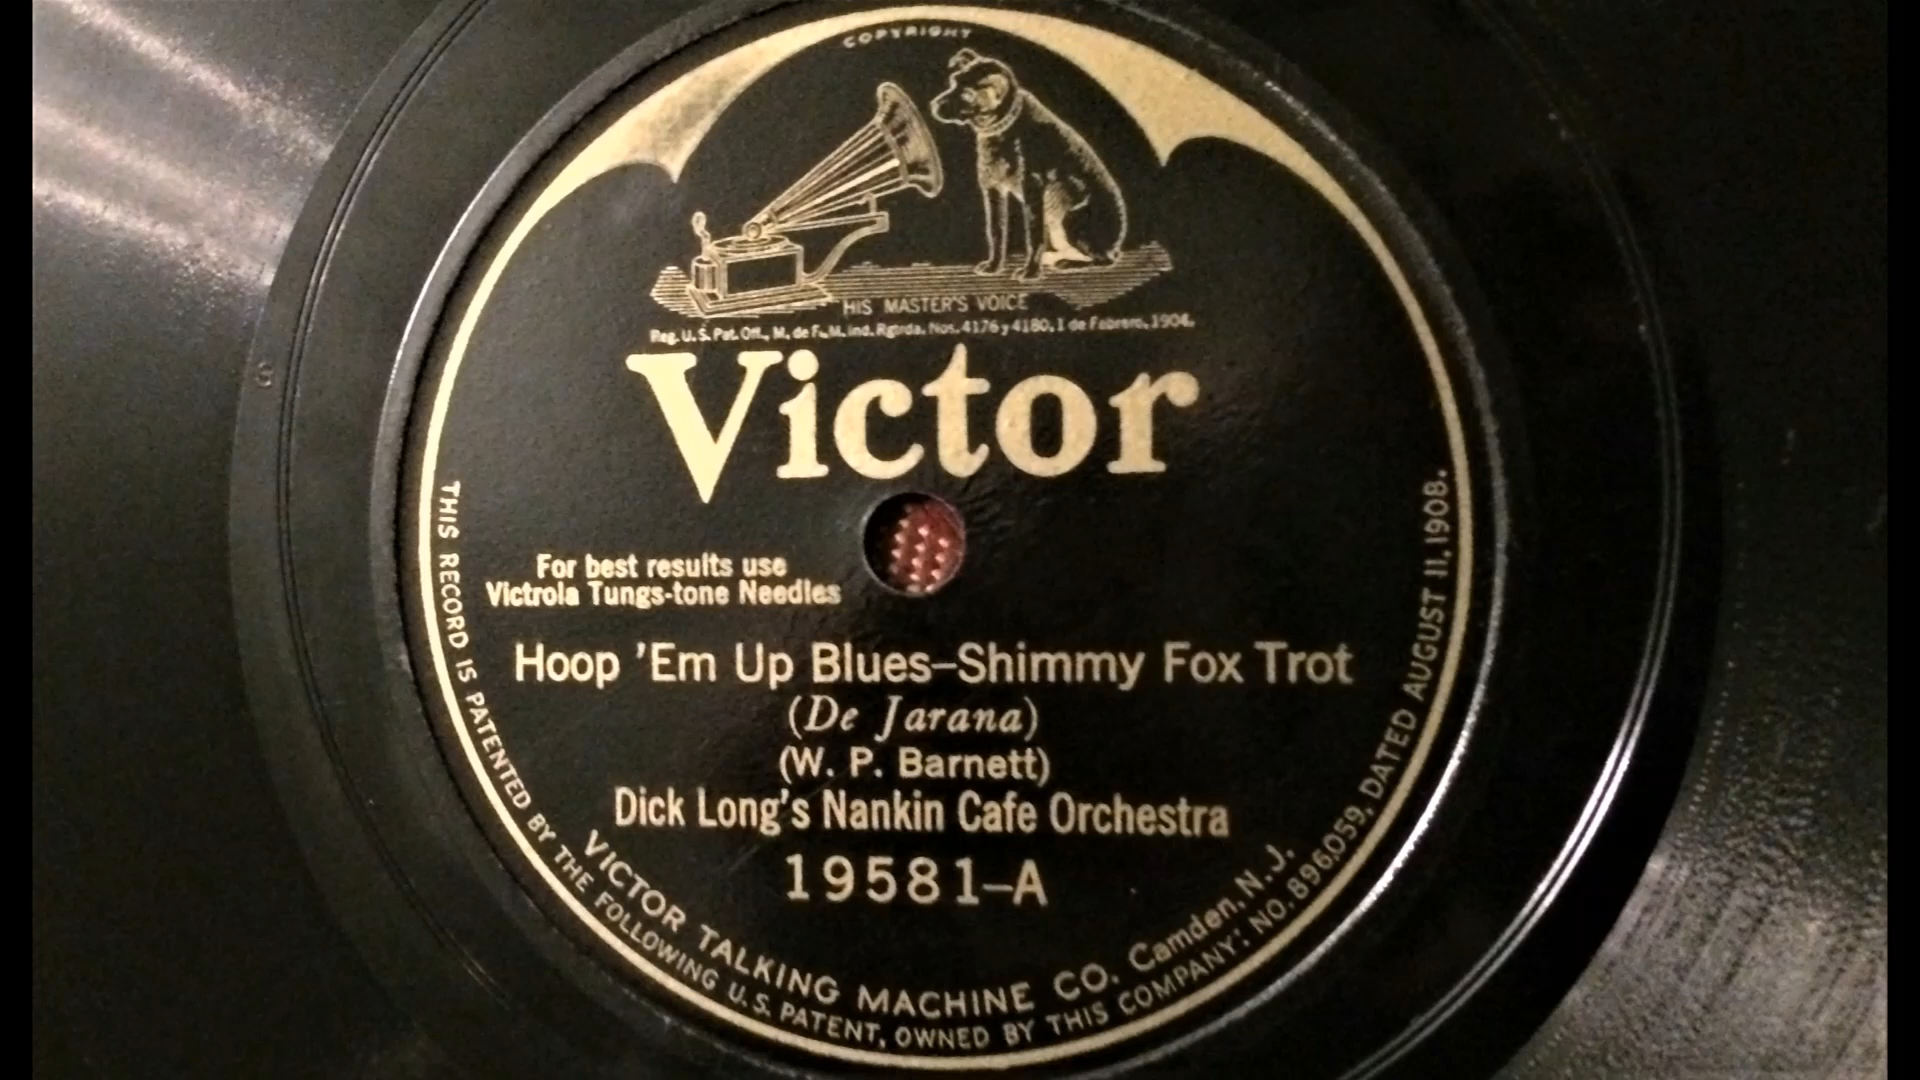 COPYRIGHT
HIS MASTER'S VOICE
Reg. U. S. Pat. Off., M. de F., M. Ind. Rgtrda. Nos. 4176 y 4180, 1 de Febrero, 1904.
Victor
For best results use
Victrola Tungs-tone Needles
Hoop 'Em Up Blues–Shimmy Fox Trot
(De Jarana)
(W. P. Barnett)
Dick Long's Nankin Cafe Orchestra
19581–A
VICTOR TALKING MACHINE CO. Camden, N. J.
THIS RECORD IS PATENTED BY THE FOLLOWING U.S. PATENT, OWNED BY THIS COMPANY: NO. 896,059, DATED AUGUST 11, 1908.